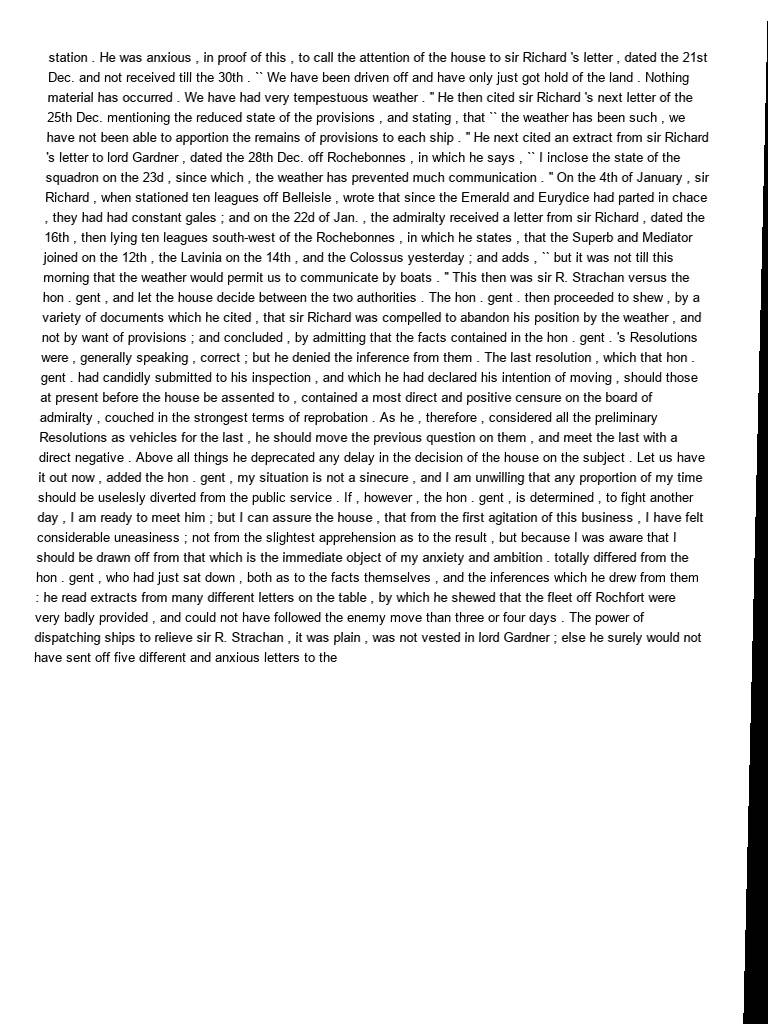 station . He was anxious , in proof of this , to call the attention of the house to sir Richard 's letter , dated the 21st
Dec. and not received till the 30th . `` We have been driven off and have only just got hold of the land . Nothing
material has occurred . We have had very tempestuous weather . " He then cited sir Richard 's next letter of the
25th Dec. mentioning the reduced state of the provisions , and stating , that `` the weather has been such , we
have not been able to apportion the remains of provisions to each ship . " He next cited an extract from sir Richard
's letter to lord Gardner , dated the 28th Dec. off Rochebonnes , in which he says , `` I inclose the state of the
squadron on the 23d , since which , the weather has prevented much communication . " On the 4th of January , sir
Richard , when stationed ten leagues off Belleisle , wrote that since the Emerald and Eurydice had parted in chace
, they had had constant gales ; and on the 22d of Jan. , the admiralty received a letter from sir Richard , dated the
16th , then lying ten leagues south-west of the Rochebonnes , in which he states , that the Superb and Mediator
joined on the 12th , the Lavinia on the 14th , and the Colossus yesterday ; and adds , `` but it was not till this
morning that the weather would permit us to communicate by boats . " This then was sir R. Strachan versus the
hon . gent , and let the house decide between the two authorities . The hon . gent . then proceeded to shew , by a
variety of documents which he cited , that sir Richard was compelled to abandon his position by the weather , and
not by want of provisions ; and concluded , by admitting that the facts contained in the hon . gent . 's Resolutions
were , generally speaking , correct ; but he denied the inference from them . The last resolution , which that hon .
gent . had candidly submitted to his inspection , and which he had declared his intention of moving , should those
at present before the house be assented to , contained a most direct and positive censure on the board of
admiralty , couched in the strongest terms of reprobation . As he , therefore , considered all the preliminary
Resolutions as vehicles for the last , he should move the previous question on them , and meet the last with a
direct negative . Above all things he deprecated any delay in the decision of the house on the subject . Let us have
it out now , added the hon . gent , my situation is not a sinecure , and I am unwilling that any proportion of my time
should be uselesly diverted from the public service . If , however , the hon . gent , is determined , to fight another
day , I am ready to meet him ; but I can assure the house , that from the first agitation of this business , I have felt
considerable uneasiness ; not from the slightest apprehension as to the result , but because I was aware that I
should be drawn off from that which is the immediate object of my anxiety and ambition . totally differed from the
hon . gent , who had just sat down , both as to the facts themselves , and the inferences which he drew from them
: he read extracts from many different letters on the table , by which he shewed that the fleet off Rochfort were
very badly provided , and could not have followed the enemy move than three or four days . The power of
dispatching ships to relieve sir R. Strachan , it was plain , was not vested in lord Gardner ; else he surely would not
have sent off five different and anxious letters to the